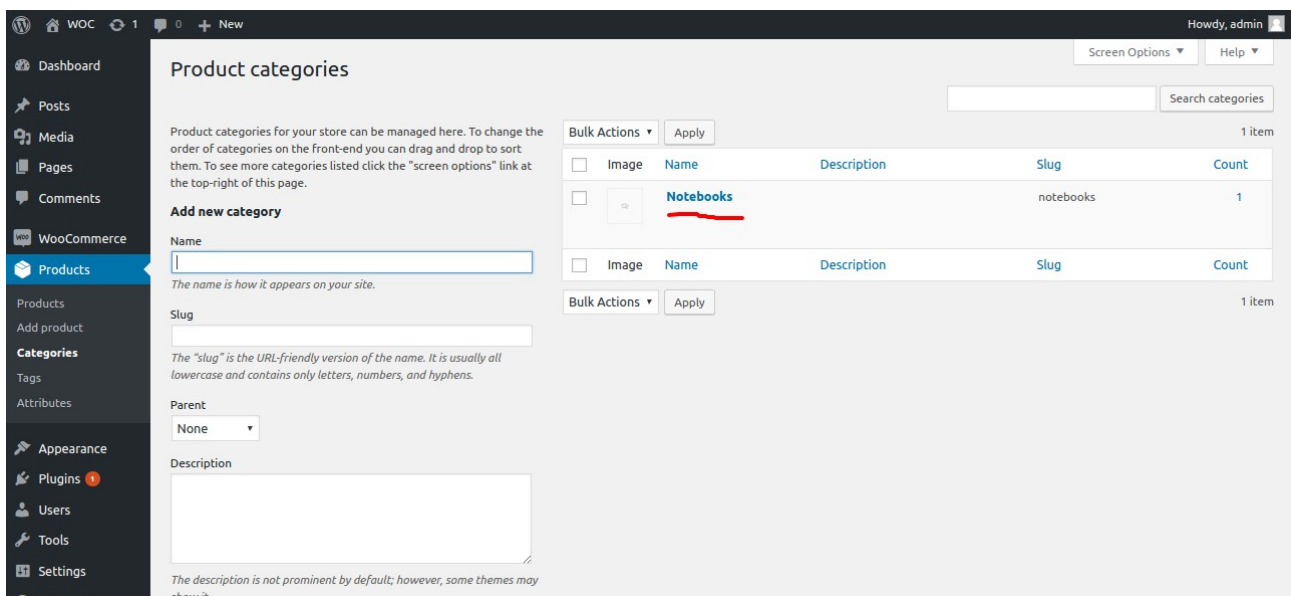 WOC 1 0 New Howdy, admin
Screen Options Help
Dashboard
Posts
Media
Pages
Comments
WooCommerce
Products
Products
Add product
Categories
Tags
Attributes
Appearance
Plugins 1
Users
Tools
Settings
Product categories
Product categories for your store can be managed here. To change the
order of categories on the front-end you can drag and drop to sort
them. To see more categories listed click the "screen options" link at
the top-right of this page.
Add new category
Name
The name is how it appears on your site.
Slug
The “slug” is the URL-friendly version of the name. It is usually all
lowercase and contains only letters, numbers, and hyphens.
Parent
None
Description
The description is not prominent by default; however, some themes may
show it.
Search categories
Bulk Actions Apply 1 item
Image Name Description Slug Count
Notebooks notebooks 1
Image Name Description Slug Count
Bulk Actions Apply 1 item